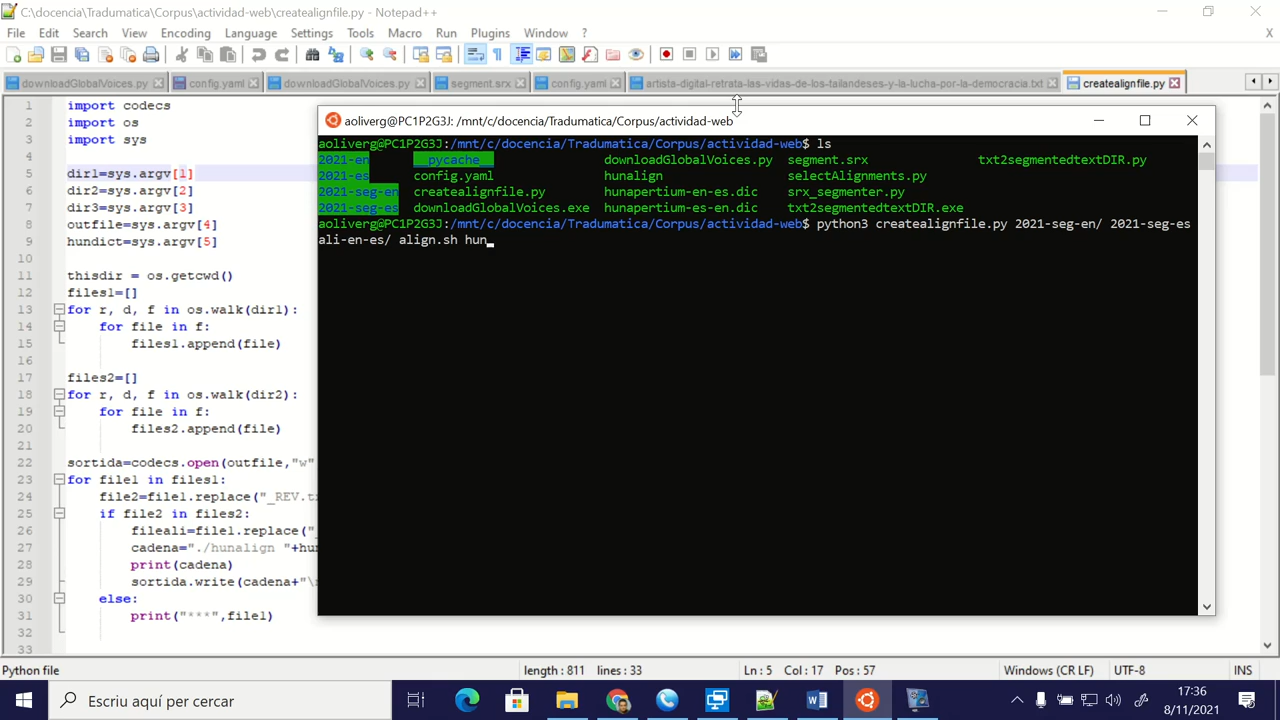 C:\docencia\Tradumatica\Corpus\actividad-web\createalignfile.py - Notepad++
File Edit Search View Encoding Language Settings Tools Macro Run Plugins Window ? X
downloadGlobalVoices.py config.yaml downloadGlobalVoices.py segment.srx config.yaml artista-digital-retrata-las-vidas-de-los-tailandeses-y-la-lucha-por-la-democracia.txt createalignfile.py
1 import codecs
2 import os
3 import sys
4
5 dir1=sys.argv[1]
6 dir2=sys.argv[2]
7 dir3=sys.argv[3]
8 outfile=sys.argv[4]
9 hundict=sys.argv[5]
10
11 thisdir = os.getcwd()
12 files1=[]
13 for r, d, f in os.walk(dir1):
14 for file in f:
15 files1.append(file)
16
17 files2=[]
18 for r, d, f in os.walk(dir2):
19 for file in f:
20 files2.append(file)
21
22 sortida=codecs.open(outfile,"w"
23 for file1 in files1:
24 file2=file1.replace("_REV.t
25 if file2 in files2:
26 fileali=file1.replace("
27 cadena="./hunalign "+hu
28 print(cadena)
29 sortida.write(cadena+"\
30 else:
31 print("***",file1)
32
33
aoliverg@PC1P2G3J: /mnt/c/docencia/Tradumatica/Corpus/actividad-web
aoliverg@PC1P2G3J:/mnt/c/docencia/Tradumatica/Corpus/actividad-web$ ls
2021-en __pycache__ downloadGlobalVoices.py segment.srx txt2segmentedtextDIR.py
2021-es config.yaml hunalign selectAlignments.py
2021-seg-en createalignfile.py hunapertium-en-es.dic srx_segmenter.py
2021-seg-es downloadGlobalVoices.exe hunapertium-es-en.dic txt2segmentedtextDIR.exe
aoliverg@PC1P2G3J:/mnt/c/docencia/Tradumatica/Corpus/actividad-web$ python3 createalignfile.py 2021-seg-en/ 2021-seg-es
ali-en-es/ align.sh hun
Python file length : 811 lines : 33 Ln : 5 Col : 17 Pos : 57 Windows (CR LF) UTF-8 INS
Escriu aquí per cercar
17:36
8/11/2021